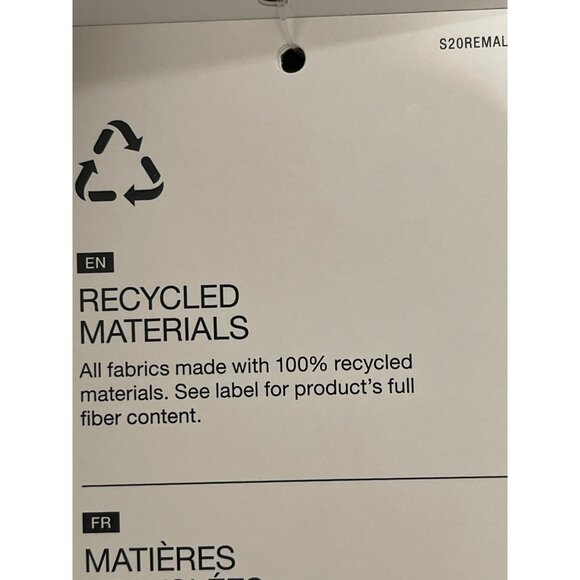 S20REMAL
EN
RECYCLED
MATERIALS
All fabrics made with 100% recycled
materials. See label for product's full
fiber content.
FR
MATIÈRES